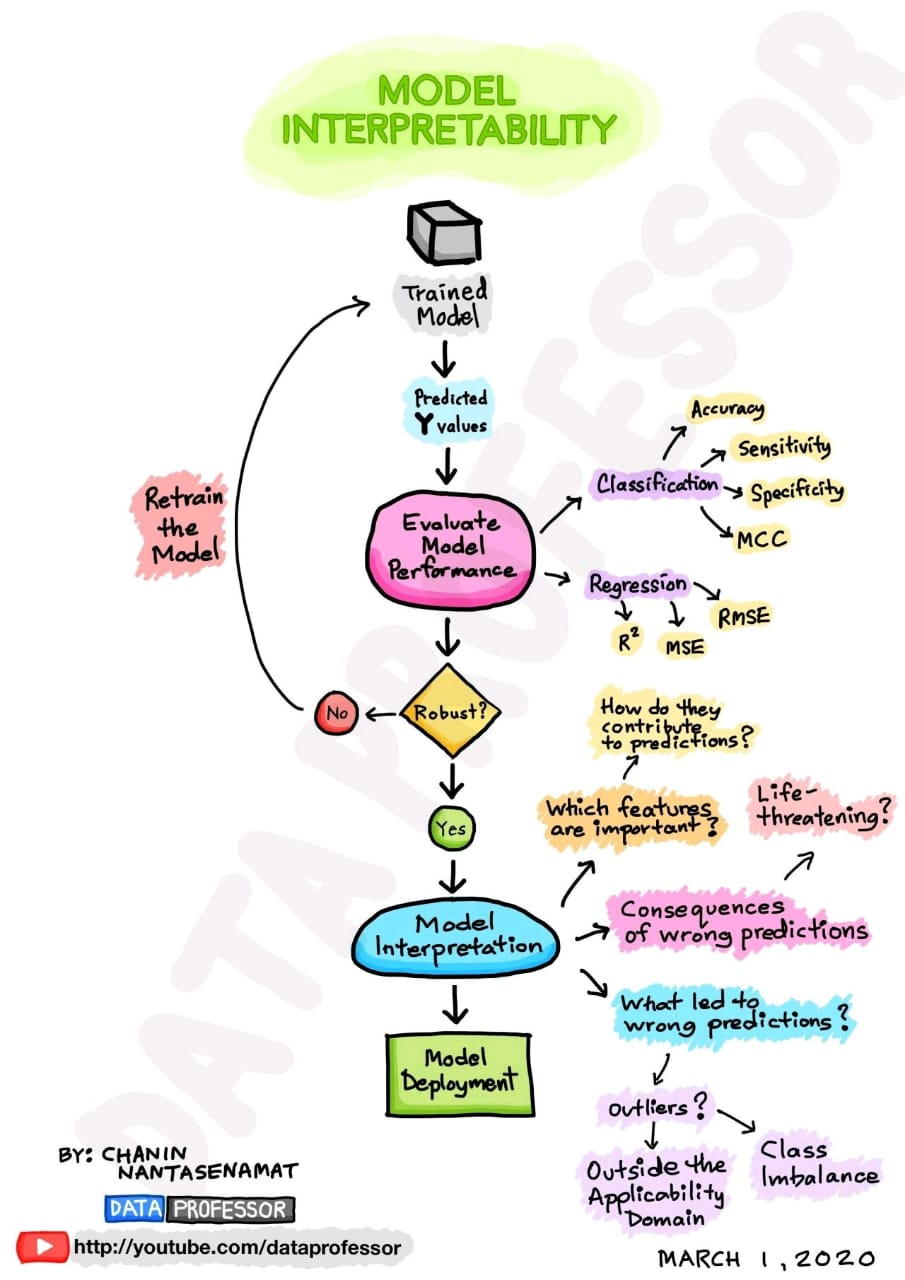 MODEL
INTERPRETABILITY
Trained
Model
Predicted
Y values
Retrain
the
Model
Evaluate
Model
Performance
Classification
Accuracy
Sensitivity
Specificity
MCC
Regression
R²
MSE
RMSE
Robust?
No
Yes
How do they
contribute
to predictions?
Which features
are important?
Life-
threatening?
Model
Interpretation
Consequences
of wrong predictions
What led to
wrong predictions?
Model
Deployment
Outliers?
Outside the
Applicability
Domain
Class
Imbalance
BY: CHANIN
NANTASENAMAT
DATA PROFESSOR
http://youtube.com/dataprofessor
MARCH 1, 2020
DATA PROFESSOR